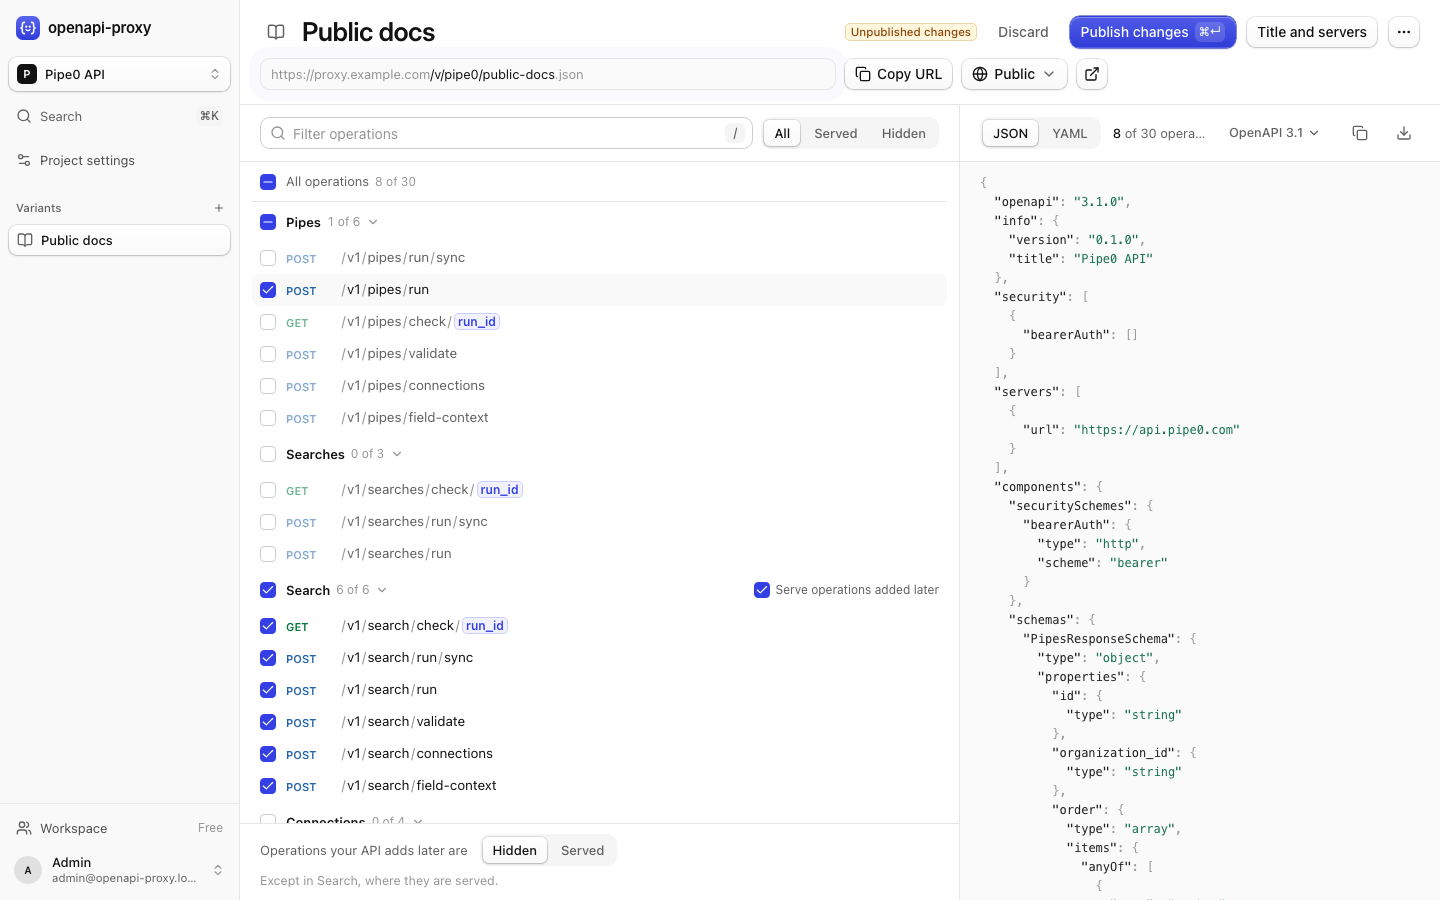 openapi-proxy
P Pipe0 API
Search ⌘K
Project settings
Variants +
Public docs
Workspace Free
A Admin
admin@openapi-proxy.lo...
Public docs
Unpublished changes Discard Publish changes ⌘↵ Title and servers ...
https://proxy.example.com/v/pipe0/public-docs.json Copy URL Public
Filter operations / All Served Hidden
All operations 8 of 30
Pipes 1 of 6
POST /v1/pipes/run/sync
POST /v1/pipes/run
GET /v1/pipes/check/run_id
POST /v1/pipes/validate
POST /v1/pipes/connections
POST /v1/pipes/field-context
Searches 0 of 3
GET /v1/searches/check/run_id
POST /v1/searches/run/sync
POST /v1/searches/run
Search 6 of 6 Serve operations added later
GET /v1/search/check/run_id
POST /v1/search/run/sync
POST /v1/search/run
POST /v1/search/validate
POST /v1/search/connections
POST /v1/search/field-context
Connections 0 of 4
Operations your API adds later are Hidden Served
Except in Search, where they are served.
JSON YAML 8 of 30 opera... OpenAPI 3.1
{
"openapi": "3.1.0",
"info": {
"version": "0.1.0",
"title": "Pipe0 API"
},
"security": [
{
"bearerAuth": []
}
],
"servers": [
{
"url": "https://api.pipe0.com"
}
],
"components": {
"securitySchemes": {
"bearerAuth": {
"type": "http",
"scheme": "bearer"
}
},
"schemas": {
"PipesResponseSchema": {
"type": "object",
"properties": {
"id": {
"type": "string"
},
"organization_id": {
"type": "string"
},
"order": {
"type": "array",
"items": {
"anyOf": [
{